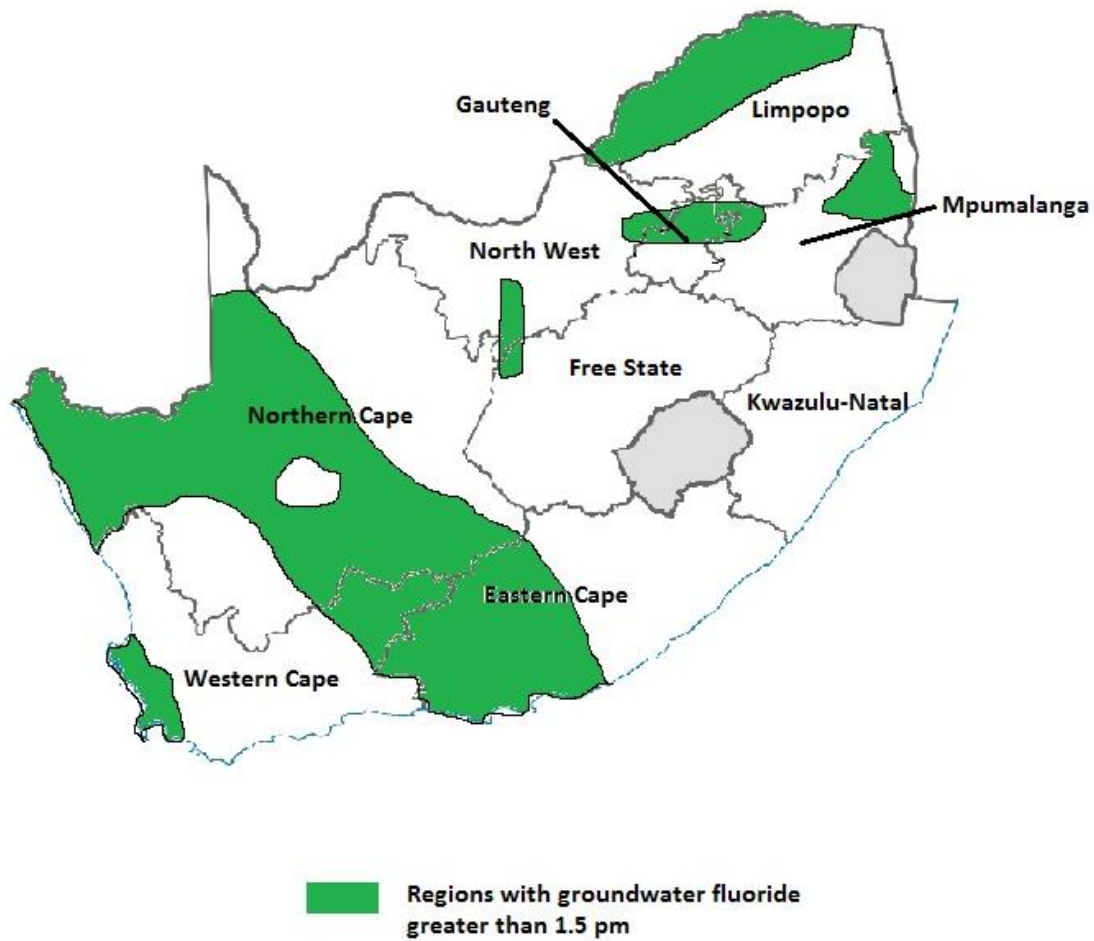 Limpopo
Gauteng
Mpumalanga
North West
Free State
Kwazulu-Natal
Northern Cape
Eastern Cape
Western Cape
Regions with groundwater fluoride
greater than 1.5 pm